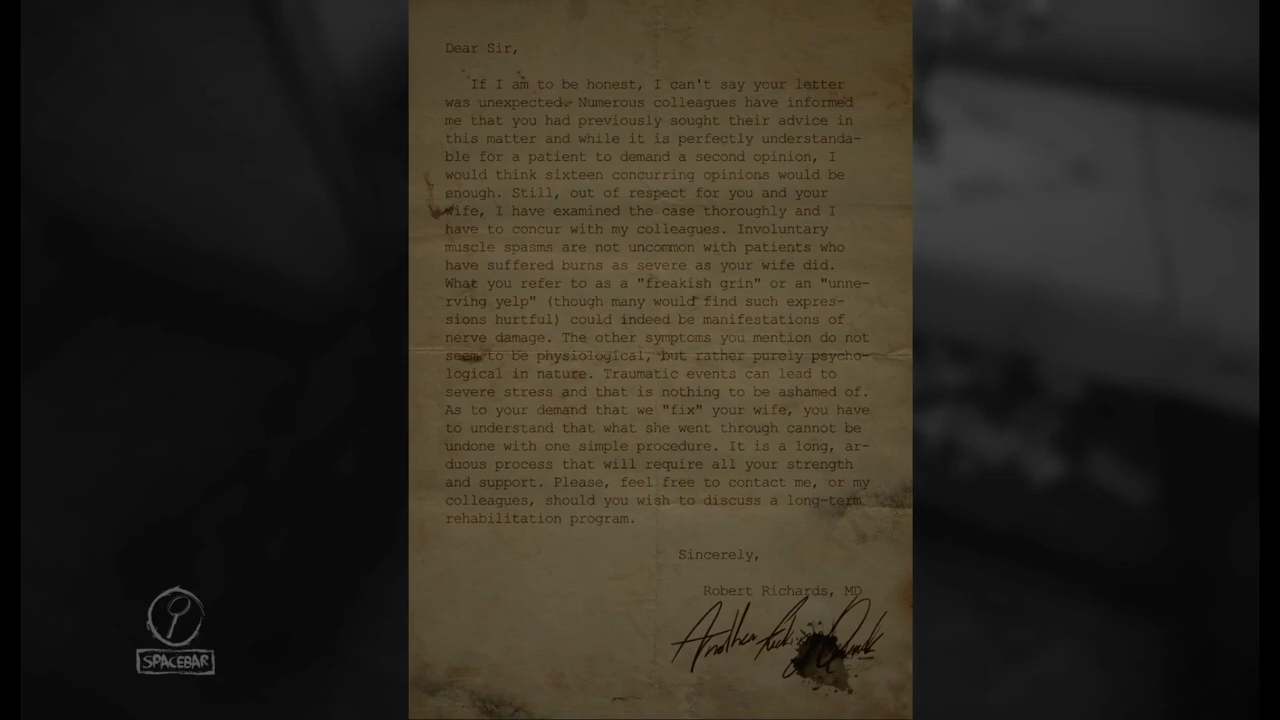 Dear Sir,
If I am to be honest, I can't say your letter
was unexpected. Numerous colleagues have informed
me that you had previously sought their advice in
this matter and while it is perfectly understanda-
ble for a patient to demand a second opinion, I
would think sixteen concurring opinions would be
enough. Still, out of respect for you and your
wife, I have examined the case thoroughly and I
have to concur with my colleagues. Involuntary
muscle spasms are not uncommon with patients who
have suffered burns as severe as your wife did.
What you refer to as a "freakish grin" or an "unne-
rving yelp" (though many would find such expres-
sions hurtful) could indeed be manifestations of
nerve damage. The other symptoms you mention do not
seem to be physiological, but rather purely psycho-
logical in nature. Traumatic events can lead to
severe stress and that is nothing to be ashamed of.
As to your demand that we "fix" your wife, you have
to understand that what she went through cannot be
undone with one simple procedure. It is a long, ar-
duous process that will require all your strength
and support. Please, feel free to contact me, or my
colleagues, should you wish to discuss a long-term
rehabilitation program.
Sincerely,
Robert Richards, MD
Another
SPACEBAR